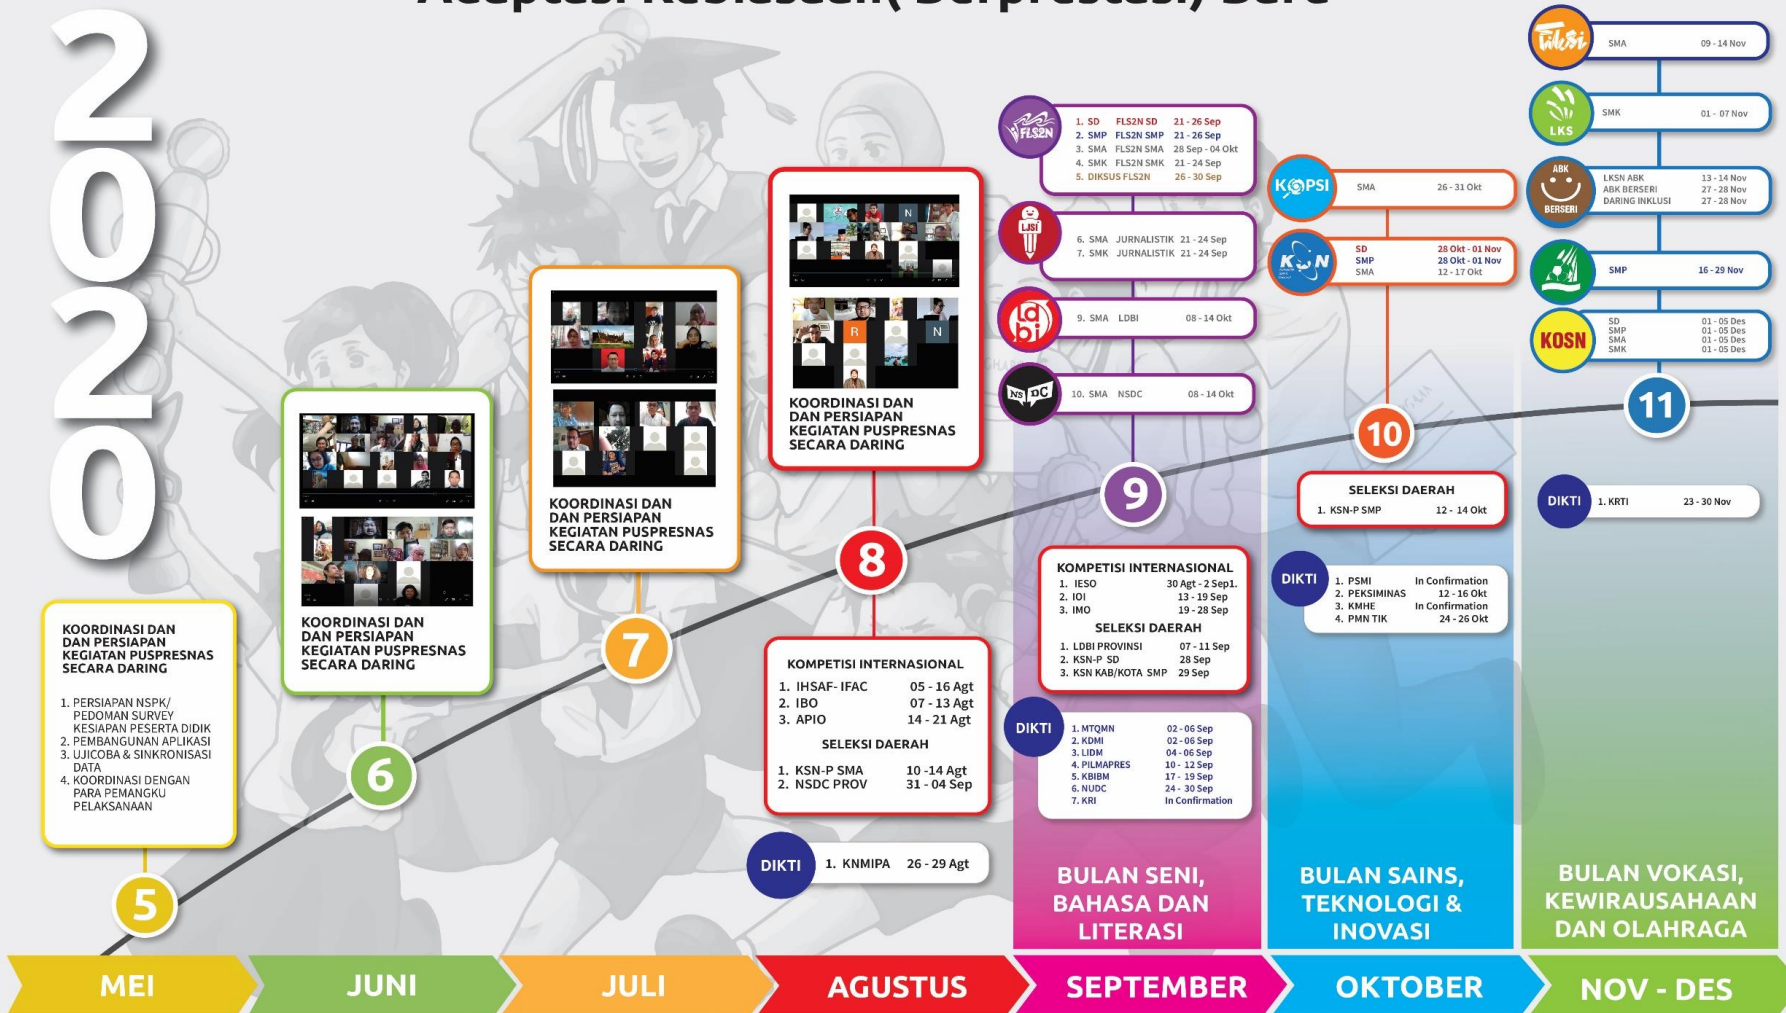 Adaptasi Kebiasaan( Berprestasi) Baru
2020
KOORDINASI DAN
DAN PERSIAPAN
KEGIATAN PUSPRESNAS
SECARA DARING
1. PERSIAPAN NSPK/
PEDOMAN SURVEY
KESIAPAN PESERTA DIDIK
2. PEMBANGUNAN APLIKASI
3. UJICOBA & SINKRONISASI
DATA
4. KOORDINASI DENGAN
PARA PEMANGKU
PELAKSANAAN
5
MEI
KOORDINASI DAN
DAN PERSIAPAN
KEGIATAN PUSPRESNAS
SECARA DARING
6
JUNI
KOORDINASI DAN
DAN PERSIAPAN
KEGIATAN PUSPRESNAS
SECARA DARING
7
JULI
N
R N
KOORDINASI DAN
DAN PERSIAPAN
KEGIATAN PUSPRESNAS
SECARA DARING
8
KOMPETISI INTERNASIONAL
1. IHSAF- IFAC 05 - 16 Agt
2. IBO 07 - 13 Agt
3. APIO 14 - 21 Agt
SELEKSI DAERAH
1. KSN-P SMA 10 -14 Agt
2. NSDC PROV 31 - 04 Sep
DIKTI
1. KNMIPA 26 - 29 Agt
AGUSTUS
FLS2N
1. SD FLS2N SD 21 - 26 Sep
2. SMP FLS2N SMP 21 - 26 Sep
3. SMA FLS2N SMA 28 Sep - 04 Okt
4. SMK FLS2N SMK 21 - 24 Sep
5. DIKSUS FLS2N 26 - 30 Sep
LJSI
6. SMA JURNALISTIK 21 - 24 Sep
7. SMK JURNALISTIK 21 - 24 Sep
Ldbi
9. SMA LDBI 08 - 14 Okt
NSDC
10. SMA NSDC 08 - 14 Okt
9
KOMPETISI INTERNASIONAL
1. IESO 30 Agt - 2 Sep1.
2. IOI 13 - 19 Sep
3. IMO 19 - 28 Sep
SELEKSI DAERAH
1. LDBI PROVINSI 07 - 11 Sep
2. KSN-P SD 28 Sep
3. KSN KAB/KOTA SMP 29 Sep
DIKTI
1. MTQMN 02 - 06 Sep
2. KDMI 02 - 06 Sep
3. LIDM 04 - 06 Sep
4. PILMAPRES 10 - 12 Sep
5. KBIBM 17 - 19 Sep
6. NUDC 24 - 30 Sep
7. KRI In Confirmation
BULAN SENI,
BAHASA DAN
LITERASI
SEPTEMBER
KOPSI
SMA 26 - 31 Okt
KSN
SD 28 Okt - 01 Nov
SMP 28 Okt - 01 Nov
SMA 12 - 17 Okt
10
SELEKSI DAERAH
1. KSN-P SMP 12 - 14 Okt
DIKTI
1. PSMI In Confirmation
2. PEKSIMINAS 12 - 16 Okt
3. KMHE In Confirmation
4. PMN TIK 24 - 26 Okt
BULAN SAINS,
TEKNOLOGI &
INOVASI
OKTOBER
Fiksi
SMA 09 - 14 Nov
LKS
SMK 01 - 07 Nov
ABK
BERSERI
LKSN ABK 13 - 14 Nov
ABK BERSERI 27 - 28 Nov
DARING INKLUSI 27 - 28 Nov
SMP 16 - 29 Nov
KOSN
SD 01 - 05 Des
SMP 01 - 05 Des
SMA 01 - 05 Des
SMK 01 - 05 Des
11
DIKTI
1. KRTI 23 - 30 Nov
BULAN VOKASI,
KEWIRAUSAHAAN
DAN OLAHRAGA
NOV - DES